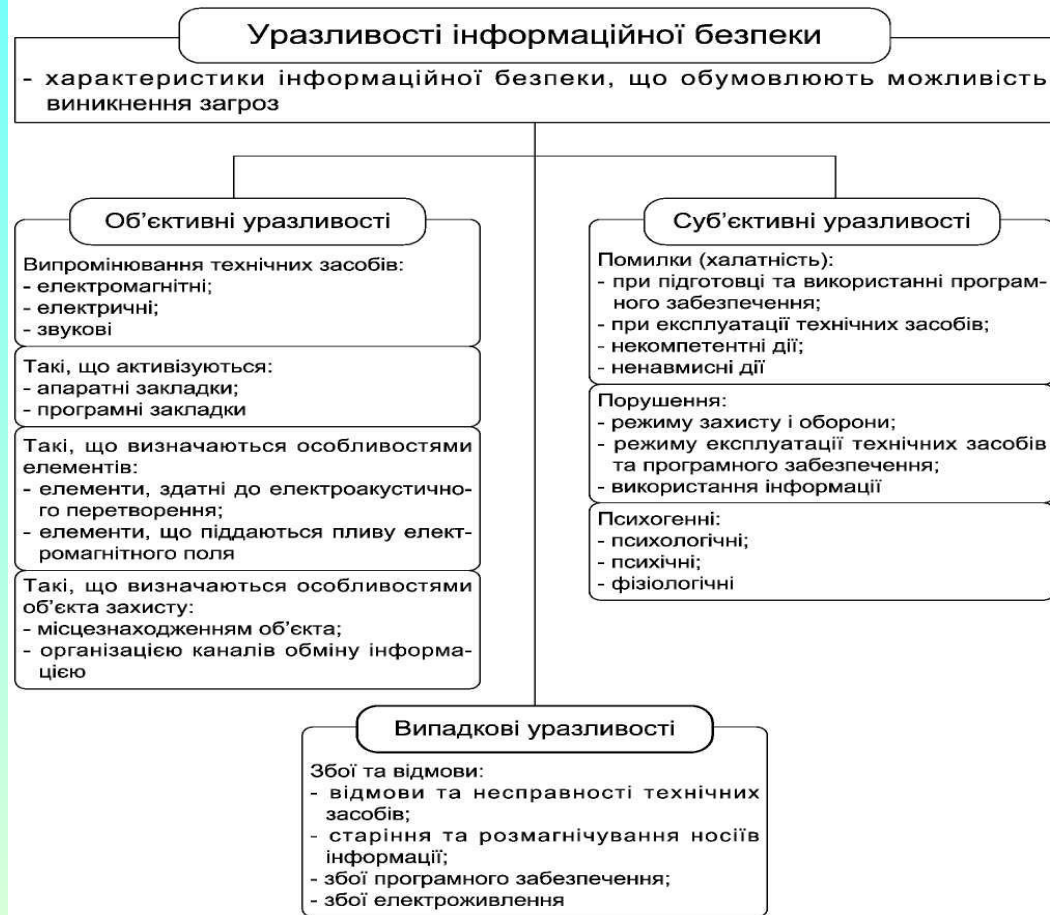 Уразливості інформаційної безпеки
- характеристики інформаційної безпеки, що обумовлюють можливість
виникнення загроз
Об’єктивні уразливості
Випромінювання технічних засобів:
- електромагнітні;
- електричні;
- звукові
Такі, що активізуються:
- апаратні закладки;
- програмні закладки
Такі, що визначаються особливостями
елементів:
- елементи, здатні до електроакустично-
го перетворення;
- елементи, що піддаються пливу елект-
ромагнітного поля
Такі, що визначаються особливостями
об’єкта захисту:
- місцезнаходженням об’єкта;
- організацією каналів обміну інформа-
цією
Суб’єктивні уразливості
Помилки (халатність):
- при підготовці та використанні програм-
ного забезпечення;
- при експлуатації технічних засобів;
- некомпетентні дії;
- ненавмисні дії
Порушення:
- режиму захисту і оборони;
- режиму експлуатації технічних засобів
та програмного забезпечення;
- використання інформації
Психогенні:
- психологічні;
- психічні;
- фізіологічні
Випадкові уразливості
Збої та відмови:
- відмови та несправності технічних
засобів;
- старіння та розмагнічування носіїв
інформації;
- збої програмного забезпечення;
- збої електроживлення